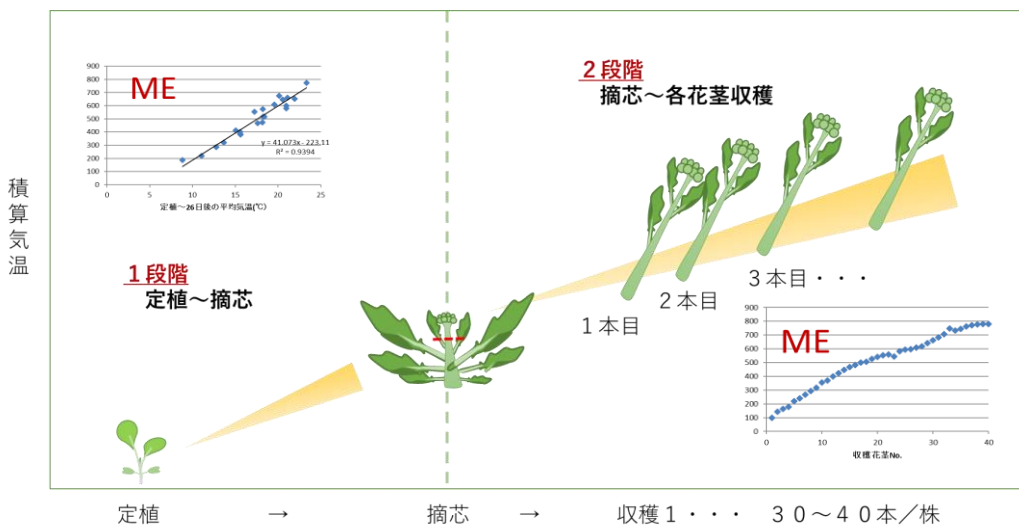 積算気温
900
800
700
600
500
400
300
200
100
0
ME
y = 41.073x - 223.11
R² = 0.9394
0 5 10 15 20 25
定植～26日後の平均気温(℃)
1段階
定植～摘芯
2段階
摘芯～各花茎収穫
1本目
2本目
3本目・・・
900
800
700
600
500
400
300
200
100
0
ME
0 10 20 30 40
収穫花茎No.
定植 → 摘芯 → 収穫1・・・ 30～40本／株